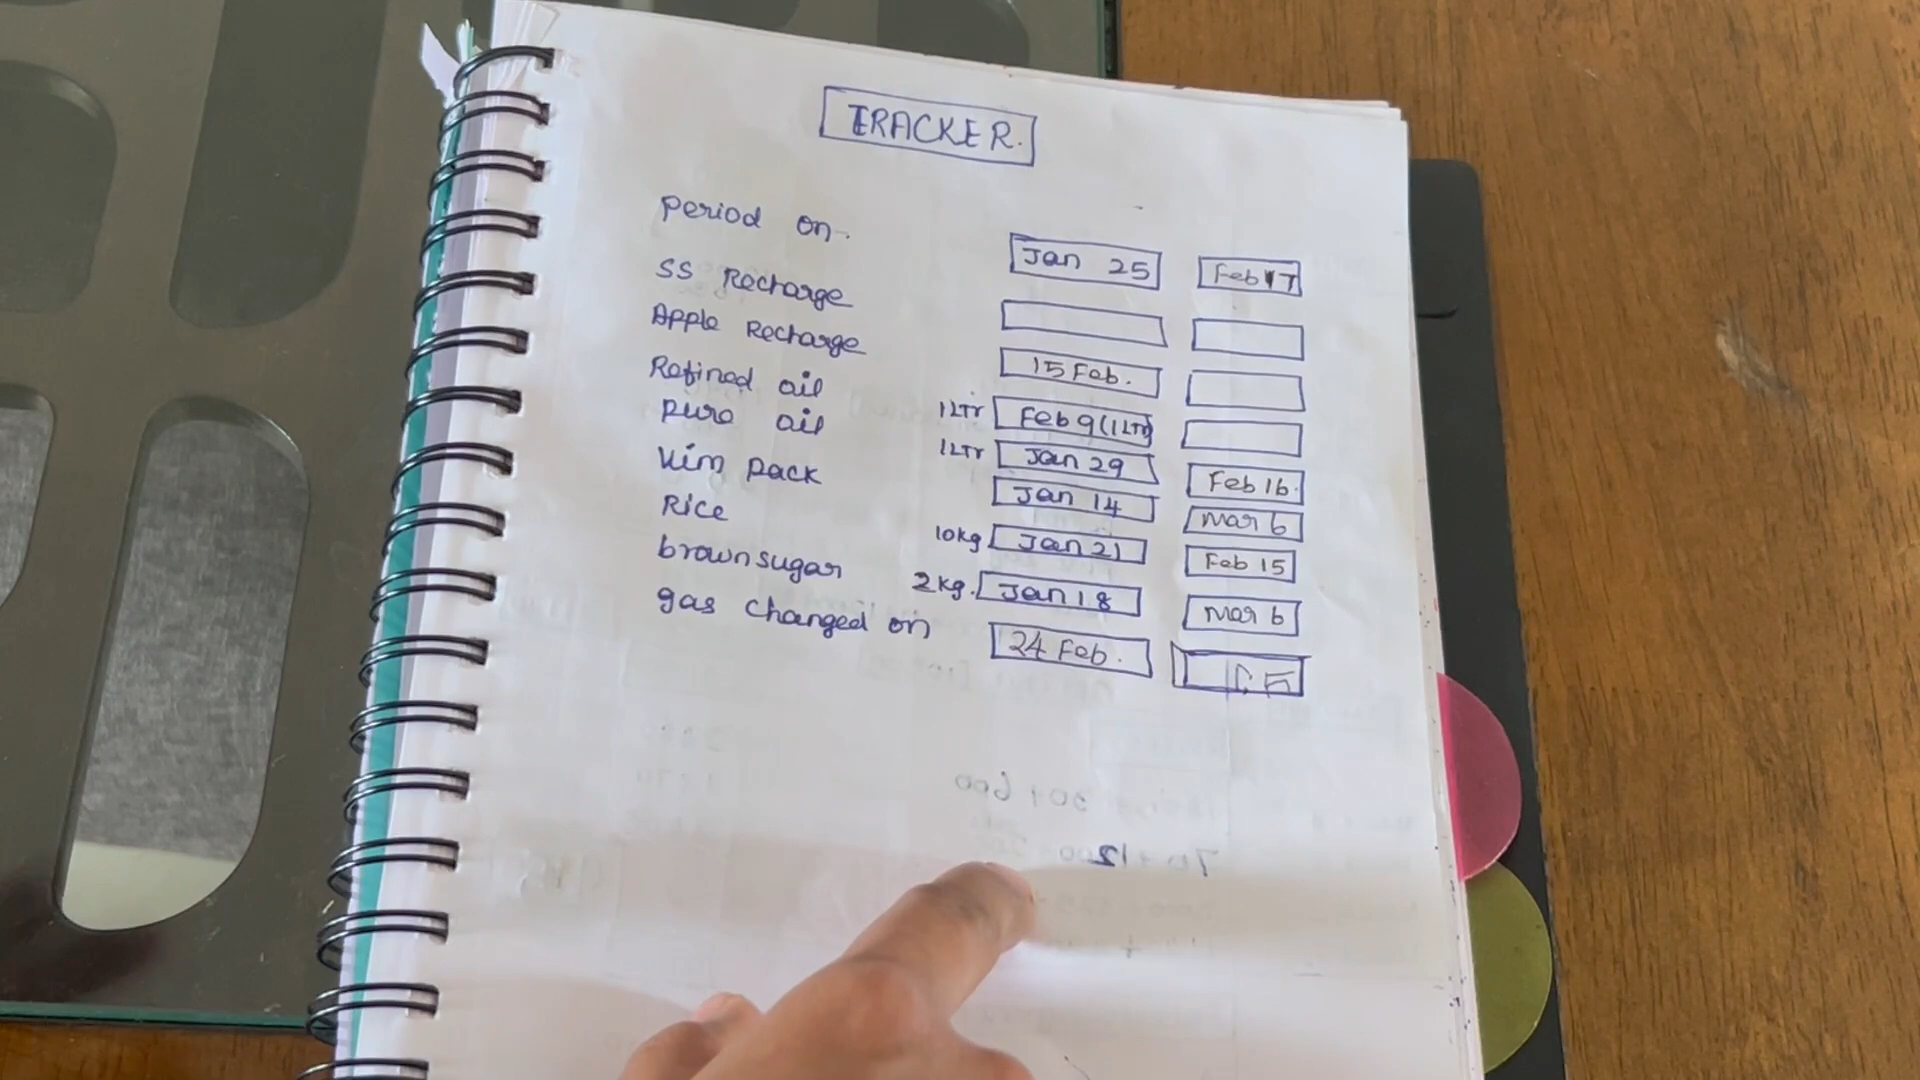 TRACKER.
Period on. Jan 25 Feb 17
SS Recharge
Apple Recharge 15 Feb.
Refined oil 1LTr Feb 9 (1LTr)
pure oil 1LTr Jan 29 Feb 16.
Vim pack Jan 14 Mar 6
Rice 10kg Jan 21 Feb 15
brown sugar 2kg. Jan 18 Mar 6
gas changed on 24 Feb.